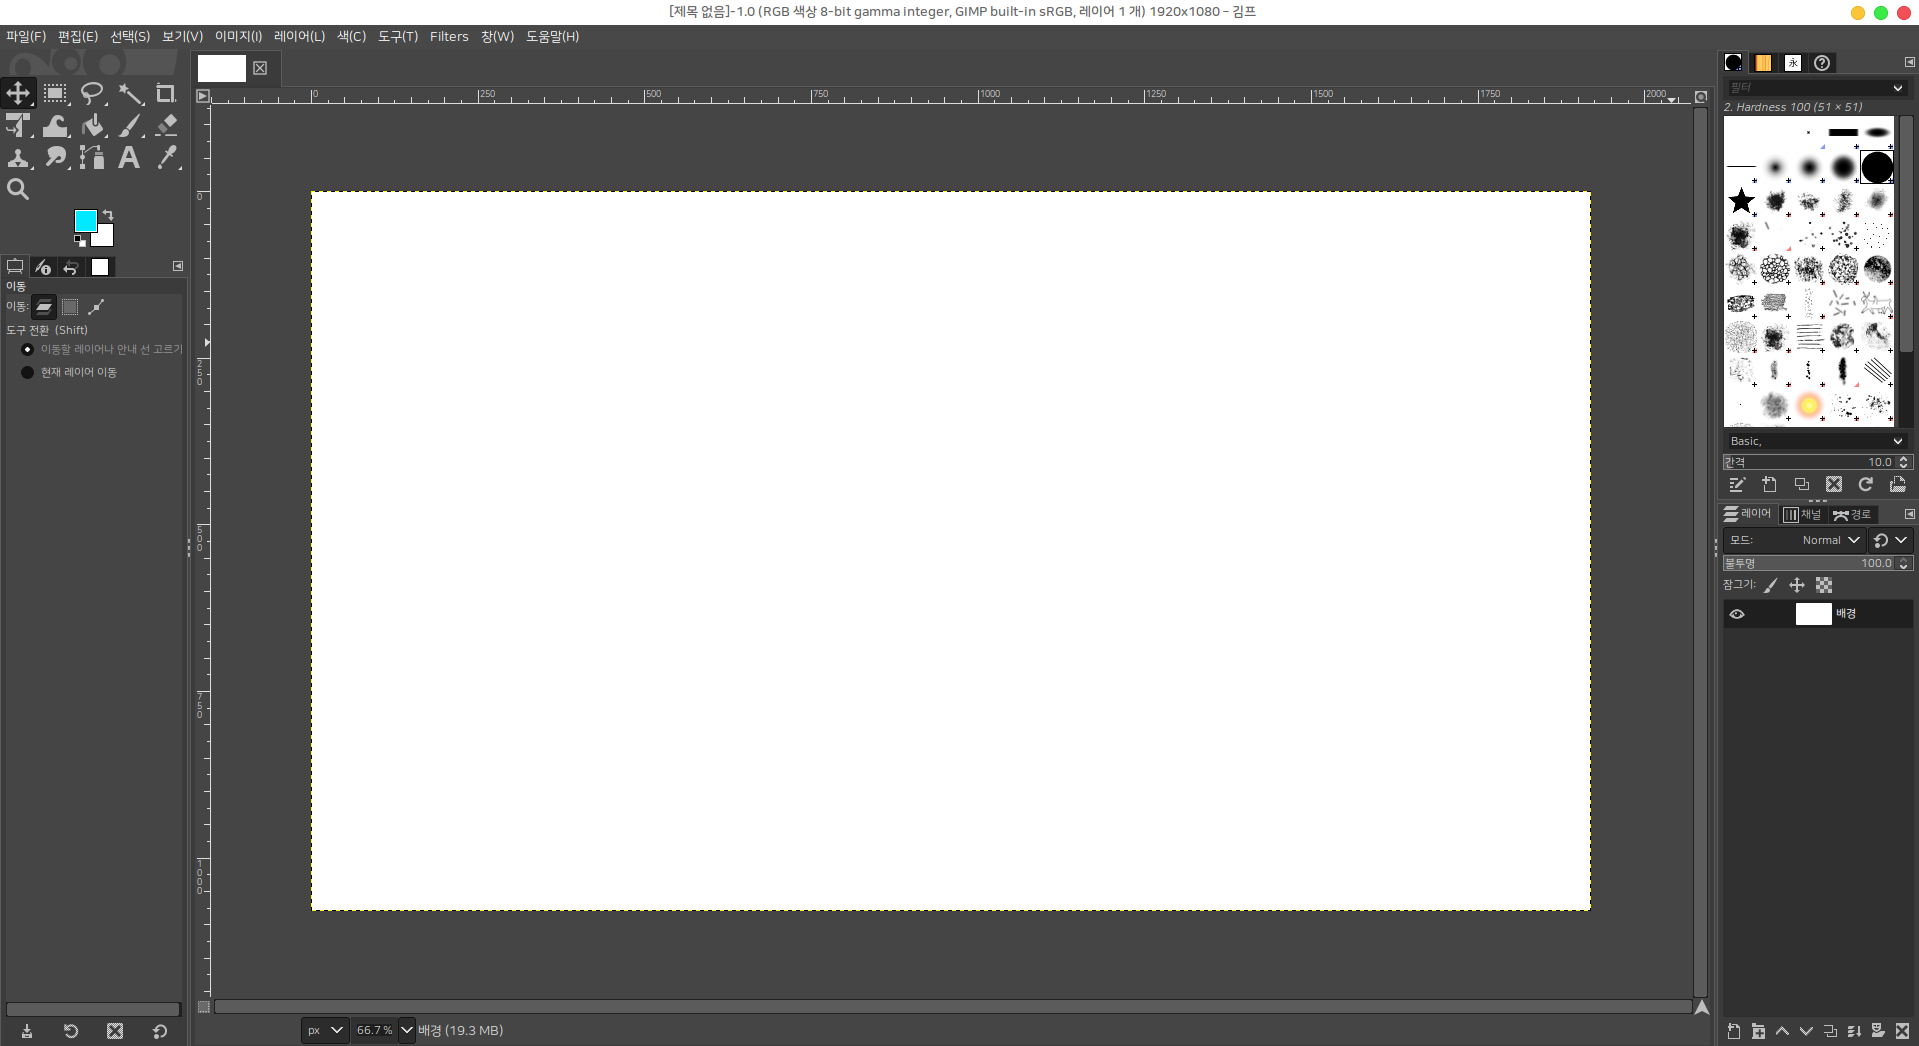 [제목 없음]-1.0 (RGB 색상 8-bit gamma integer, GIMP built-in sRGB, 레이어 1 개) 1920x1080 – 김프
파일(F) 편집(E) 선택(S) 보기(V) 이미지(I) 레이어(L) 색(C) 도구(T) Filters 창(W) 도움말(H)
0 250 500 750 1000 1250 1500 1750 2000
필터
2. Hardness 100 (51 × 51)
0
250
500
750
1000
이동
이동:
도구 전환 (Shift)
이동할 레이어나 안내 선 고르기
현재 레이어 이동
Basic,
간격 10.0
레이어 채널 경로
모드: Normal
불투명 100.0
잠그기:
배경
px 66.7 % 배경 (19.3 MB)